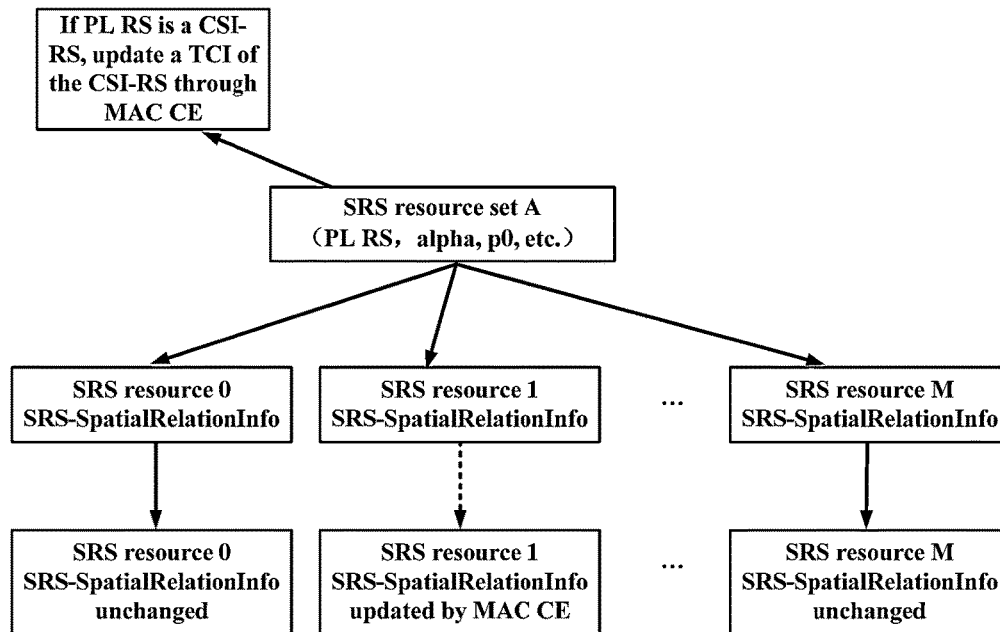 If PL RS is a CSI-
RS, update a TCI of
the CSI-RS through
MAC CE
SRS resource set A
（PL RS，alpha, p0, etc.）
SRS resource 0
SRS-SpatialRelationInfo
SRS resource 1
SRS-SpatialRelationInfo
...
SRS resource M
SRS-SpatialRelationInfo
SRS resource 0
SRS-SpatialRelationInfo
unchanged
SRS resource 1
SRS-SpatialRelationInfo
updated by MAC CE
...
SRS resource M
SRS-SpatialRelationInfo
unchanged